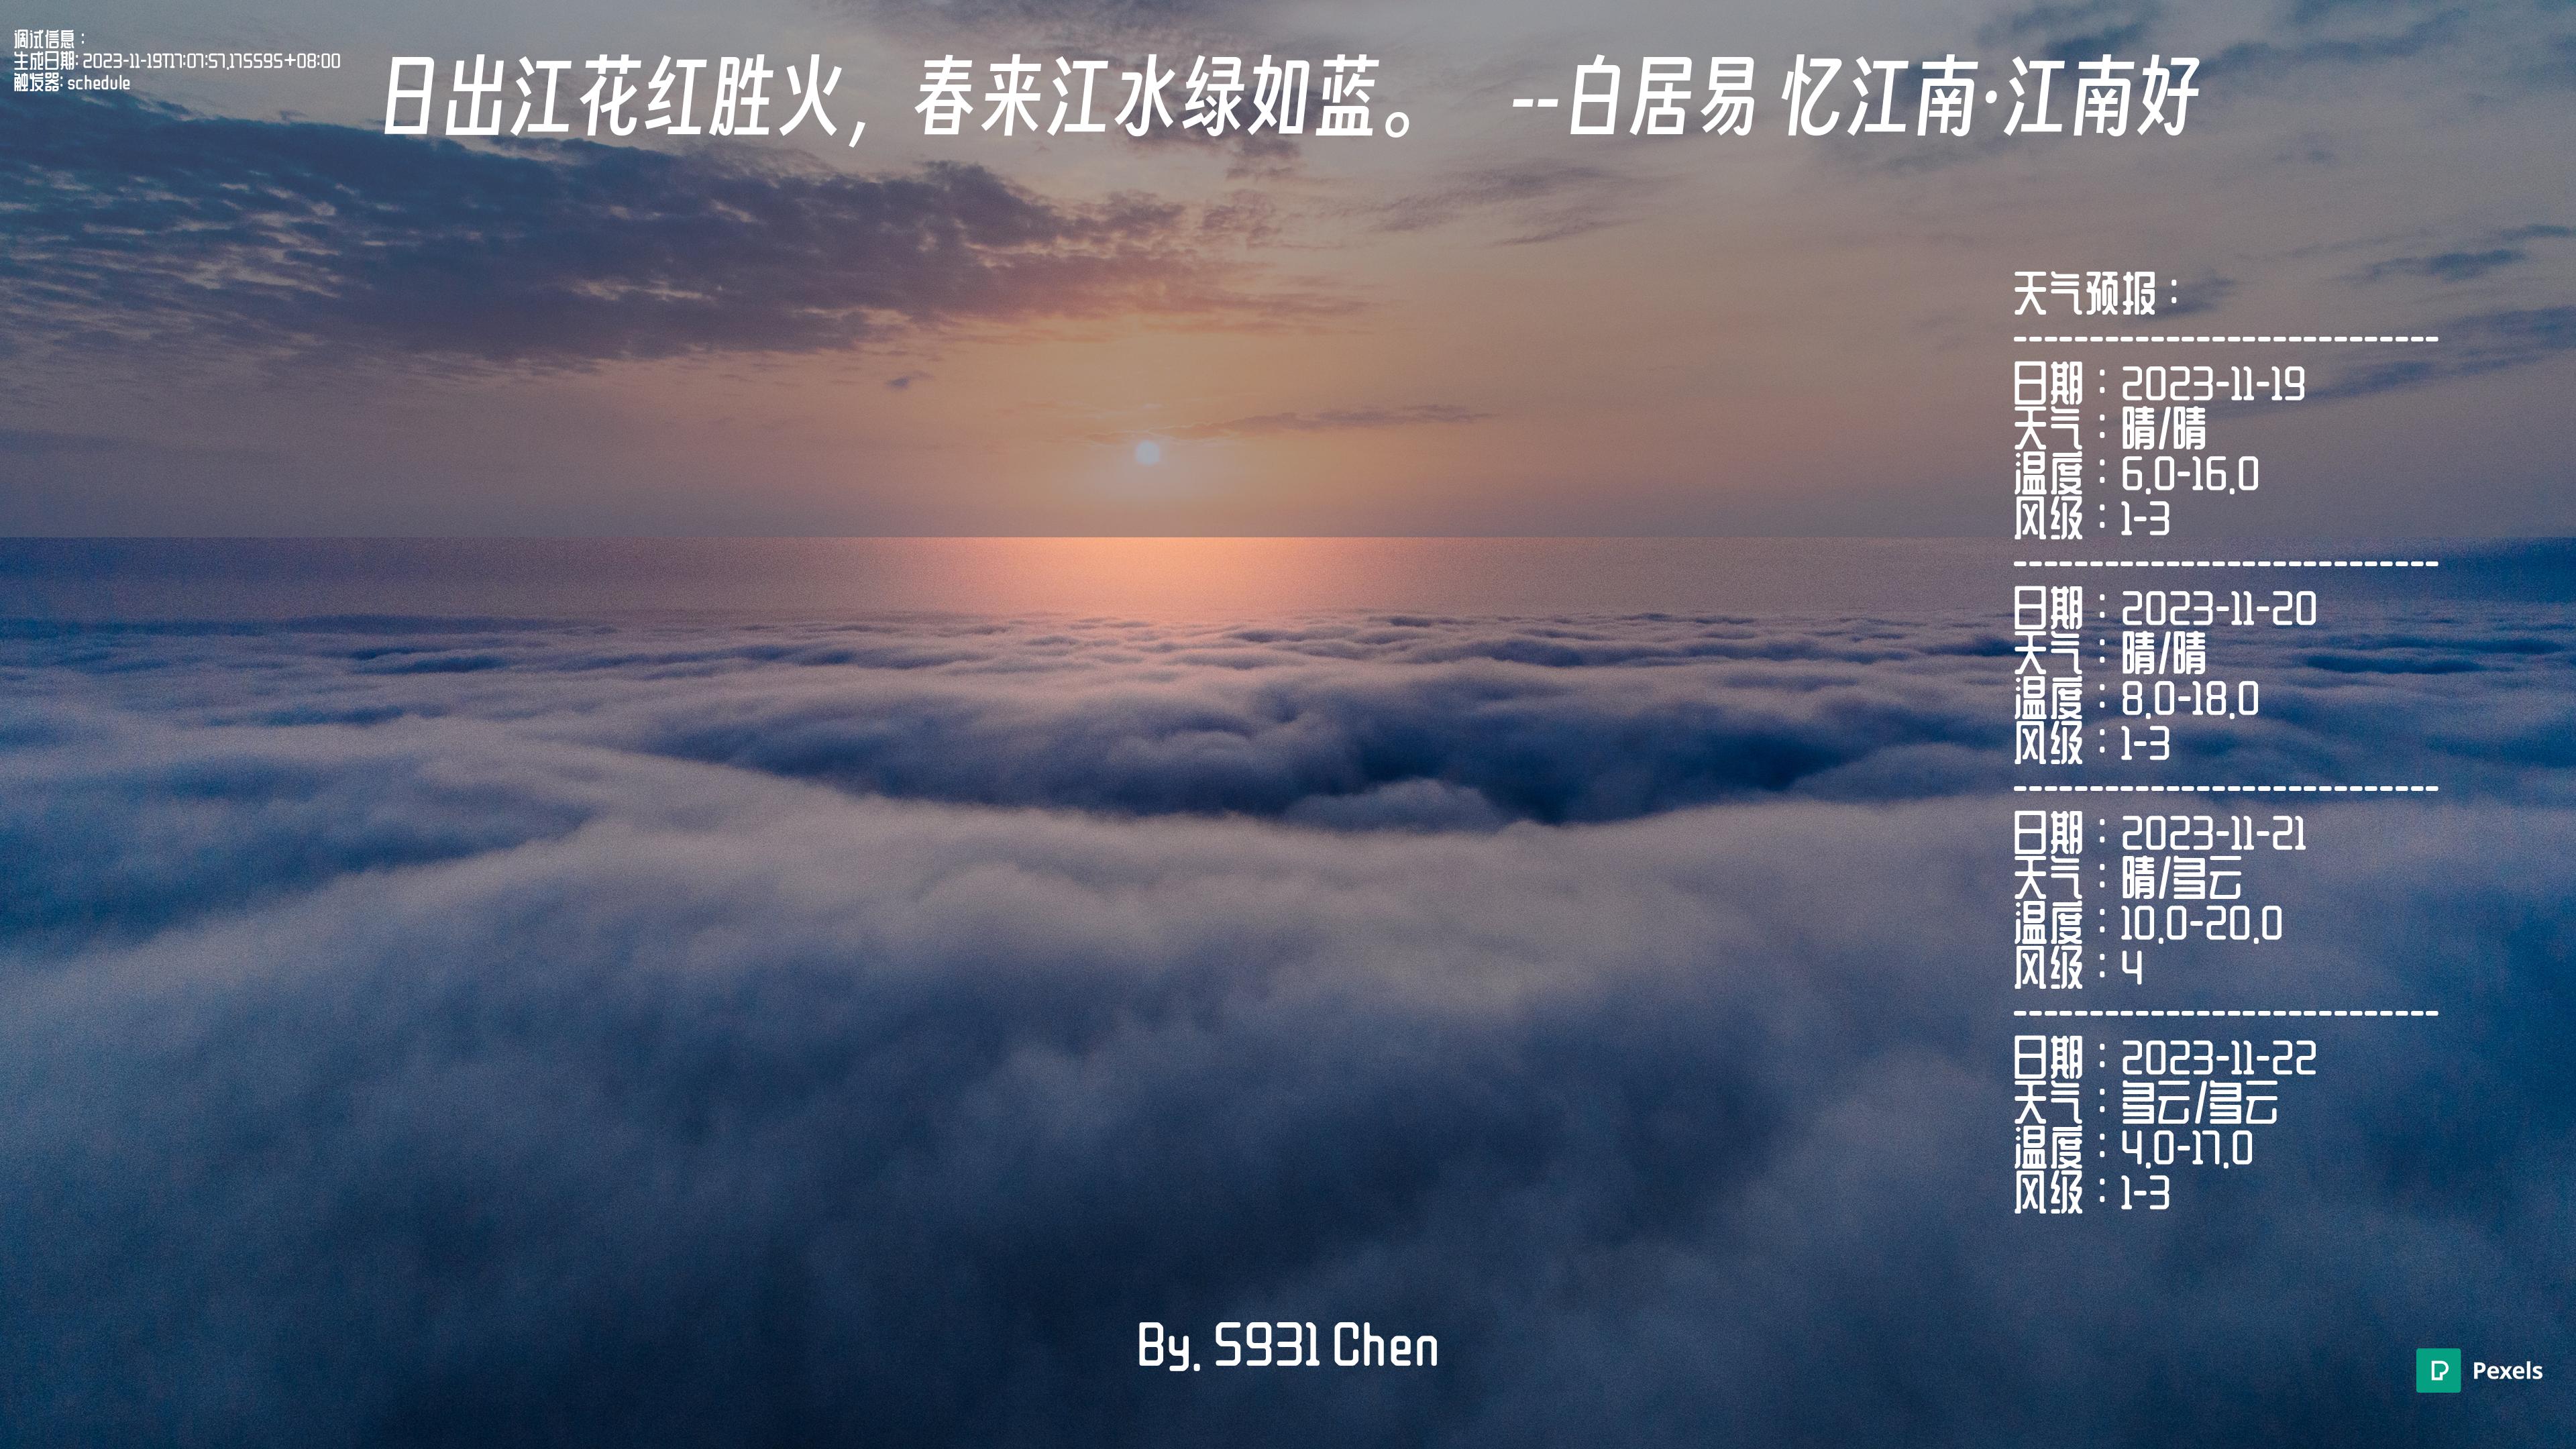 调试信息：
生成日期: 2023-11-19T17:07:57.175595+08:00
触发器: schedule
日出江花红胜火，春来江水绿如蓝。 --白居易 忆江南·江南好
天气预报：
----------------------------
日期：2023-11-19
天气：晴/晴
温度：6.0-16.0
风级：1-3
----------------------------
日期：2023-11-20
天气：晴/晴
温度：8.0-18.0
风级：1-3
----------------------------
日期：2023-11-21
天气：晴/多云
温度：10.0-20.0
风级：4
----------------------------
日期：2023-11-22
天气：多云/多云
温度：4.0-17.0
风级：1-3
By. S931 Chen
Pexels